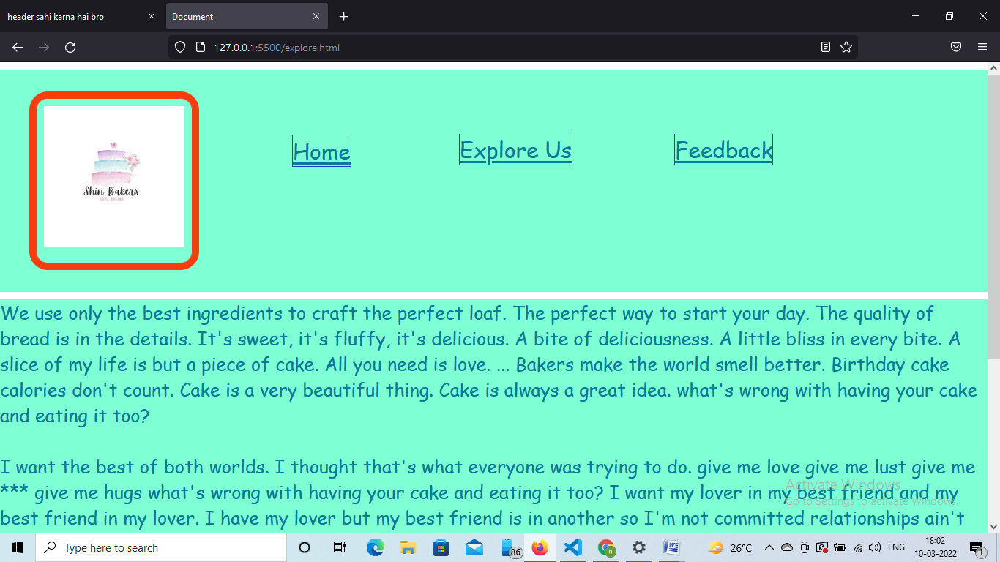 header sahi karna hai bro
Document
127.0.0.1:5500/explore.html
Shin Bakers
HOME BAKING
Home
Explore Us
Feedback
We use only the best ingredients to craft the perfect loaf. The perfect way to start your day. The quality of
bread is in the details. It's sweet, it's fluffy, it's delicious. A bite of deliciousness. A little bliss in every bite. A
slice of my life is but a piece of cake. All you need is love. ... Bakers make the world smell better. Birthday cake
calories don't count. Cake is a very beautiful thing. Cake is always a great idea. what's wrong with having your cake
and eating it too?
I want the best of both worlds. I thought that's what everyone was trying to do. give me love give me lust give me
*** give me hugs what's wrong with having your cake and eating it too? I want my lover in my best friend and my
best friend in my lover. I have my lover but my best friend is in another so I'm not committed relationships ain't
Activate Windows
Go to Settings to activate Windows.
Type here to search
86
26°C
ENG
18:02
10-03-2022
1